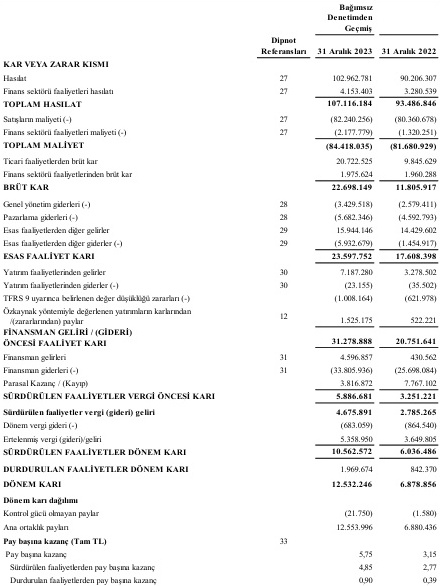 Bağımsız
Denetimden
Geçmiş
Dipnot
Referansları 31 Aralık 2023 31 Aralık 2022
KAR VEYA ZARAR KISMI
Hasılat 27 102.962.781 90.206.307
Finans sektörü faaliyetleri hasılatı 27 4.153.403 3.280.539
TOPLAM HASILAT 107.116.184 93.486.846
Satışların maliyeti (-) 27 (82.240.256) (80.360.678)
Finans sektörü faaliyetleri maliyeti (-) 27 (2.177.779) (1.320.251)
TOPLAM MALİYET (84.418.035) (81.680.929)
Ticari faaliyetlerden brüt kar 20.722.525 9.845.629
Finans sektörü faaliyetlerinden brüt kar 1.975.624 1.960.288
BRÜT KAR 22.698.149 11.805.917
Genel yönetim giderleri (-) 28 (3.429.518) (2.579.411)
Pazarlama giderleri (-) 28 (5.682.346) (4.592.793)
Esas faaliyetlerden diğer gelirler 29 15.944.146 14.429.602
Esas faaliyetlerden diğer giderler (-) 29 (5.932.679) (1.454.917)
ESAS FAALİYET KARI 23.597.752 17.608.398
Yatırım faaliyetlerinden gelirler 30 7.187.280 3.278.502
Yatırım faaliyetlerinden giderler (-) 30 (23.155) (35.502)
TFRS 9 uyarınca belirlenen değer düşüklüğü zararları (-) (1.008.164) (621.978)
Özkaynak yöntemiyle değerlenen yatırımların karlarından
/(zararlarından) paylar 12 1.525.175 522.221
FİNANSMAN GELİRİ / (GİDERİ)
ÖNCESİ FAALİYET KARI 31.278.888 20.751.641
Finansman gelirleri 31 4.596.857 430.562
Finansman giderleri (-) 31 (33.805.936) (25.698.084)
Parasal Kazanç / (Kayıp) 3.816.872 7.767.102
SÜRDÜRÜLEN FAALİYETLER VERGİ ÖNCESİ KARI 5.886.681 3.251.221
Sürdürülen faaliyetler vergi (gideri) geliri 4.675.891 2.785.265
Dönem vergi gideri (-) (683.059) (864.540)
Ertelenmiş vergi (gideri)/geliri 5.358.950 3.649.805
SÜRDÜRÜLEN FAALİYETLER DÖNEM KARI 10.562.572 6.036.486
DURDURULAN FAALİYETLER DÖNEM KARI 1.969.674 842.370
DÖNEM KARI 12.532.246 6.878.856
Dönem karı dağılımı
Kontrol gücü olmayan paylar (21.750) (1.580)
Ana ortaklık payları 12.553.996 6.880.436
Pay başına kazanç (Tam TL) 33
Pay başına kazanç 5,75 3,15
Sürdürülen faaliyetlerden pay başına kazanç 4,85 2,77
Durdurulan faaliyetlerden pay başına kazanç 0,90 0,39